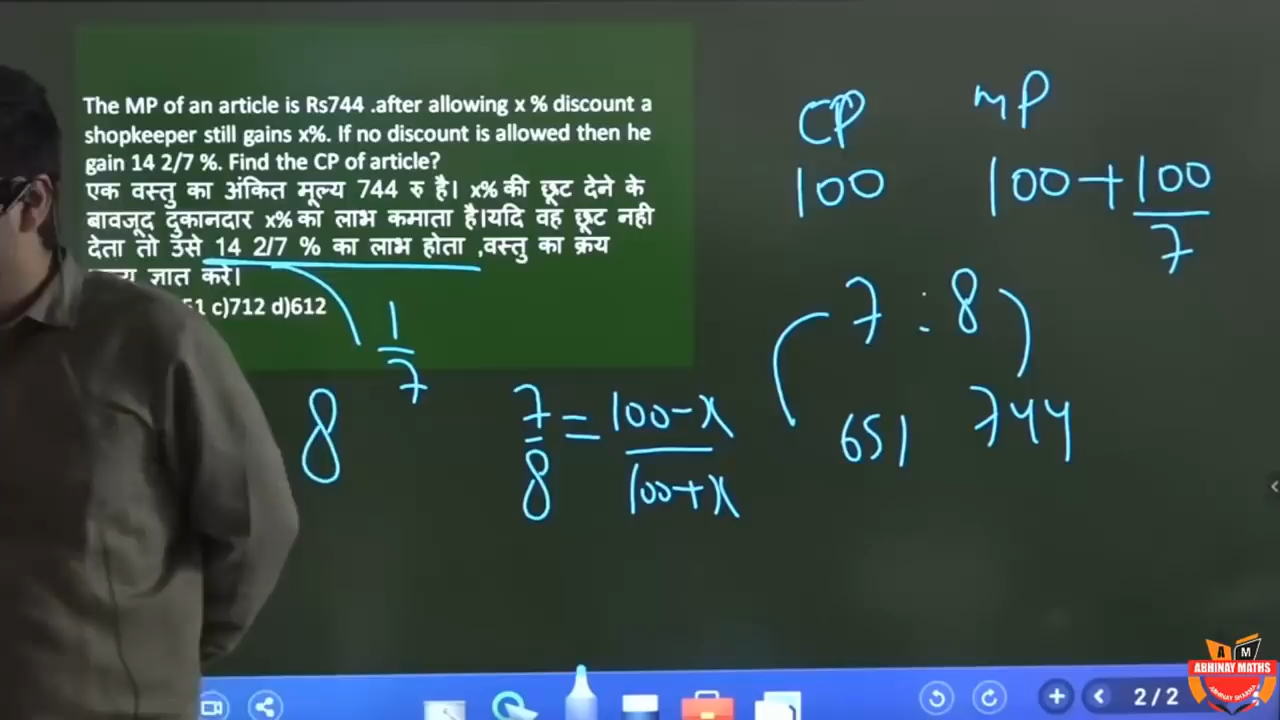 The MP of an article is Rs744 .after allowing x % discount a
shopkeeper still gains x%. If no discount is allowed then he
gain 14 2/7 %. Find the CP of article?
एक वस्तु का अंकित मूल्य 744 रु है। x% की छूट देने के
बावजूद दुकानदार x% का लाभ कमाता है।यदि वह छूट नही
देता तो उसे 14 2/7 % का लाभ होता ,वस्तु का क्रय
ज्ञात करे।
51 c)712 d)612
1/7
8
7/8 = 100-x/100+x
CP MP
100 100+100/7
7 : 8
651 744
2 / 2
A M
ABHINAY MATHS
ABHINAY SHARMA